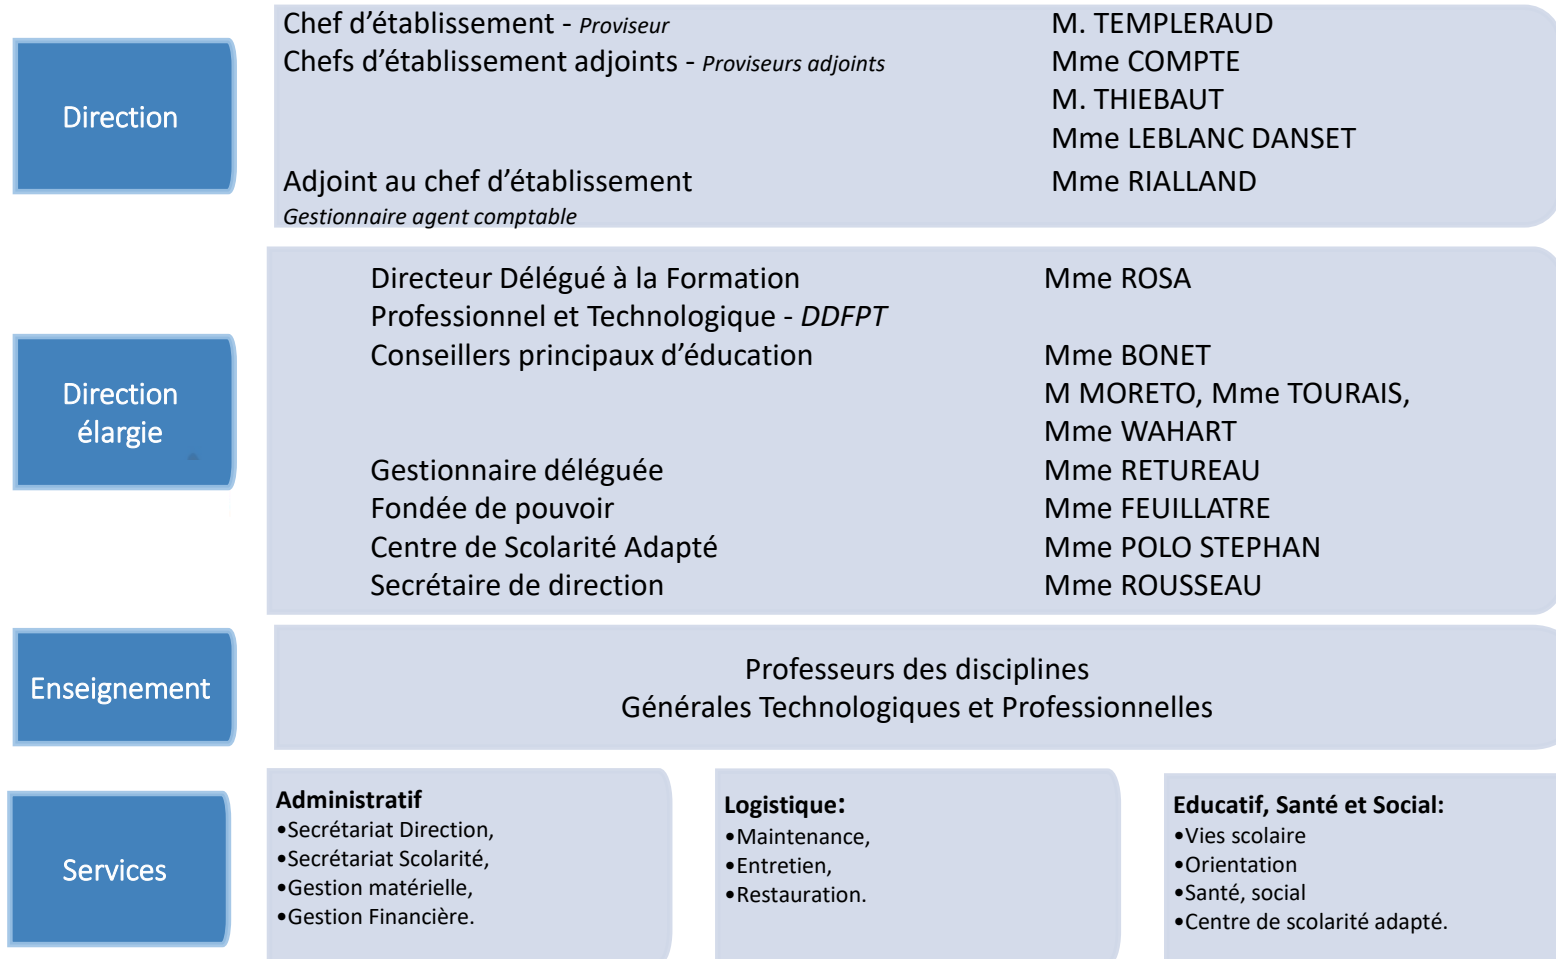 Direction
Chef d’établissement - Proviseur M. TEMPLERAUD
Chefs d’établissement adjoints - Proviseurs adjoints Mme COMPTE
M. THIEBAUT
Mme LEBLANC DANSET
Adjoint au chef d’établissement Mme RIALLAND
Gestionnaire agent comptable
Direction
élargie
Directeur Délégué à la Formation Mme ROSA
Professionnel et Technologique - DDFPT
Conseillers principaux d’éducation Mme BONET
M MORETO, Mme TOURAIS,
Mme WAHART
Gestionnaire déléguée Mme RETUREAU
Fondée de pouvoir Mme FEUILLATRE
Centre de Scolarité Adapté Mme POLO STEPHAN
Secrétaire de direction Mme ROUSSEAU
Enseignement
Professeurs des disciplines
Générales Technologiques et Professionnelles
Services
Administratif
•Secrétariat Direction,
•Secrétariat Scolarité,
•Gestion matérielle,
•Gestion Financière.
Logistique:
•Maintenance,
•Entretien,
•Restauration.
Educatif, Santé et Social:
•Vies scolaire
•Orientation
•Santé, social
•Centre de scolarité adapté.